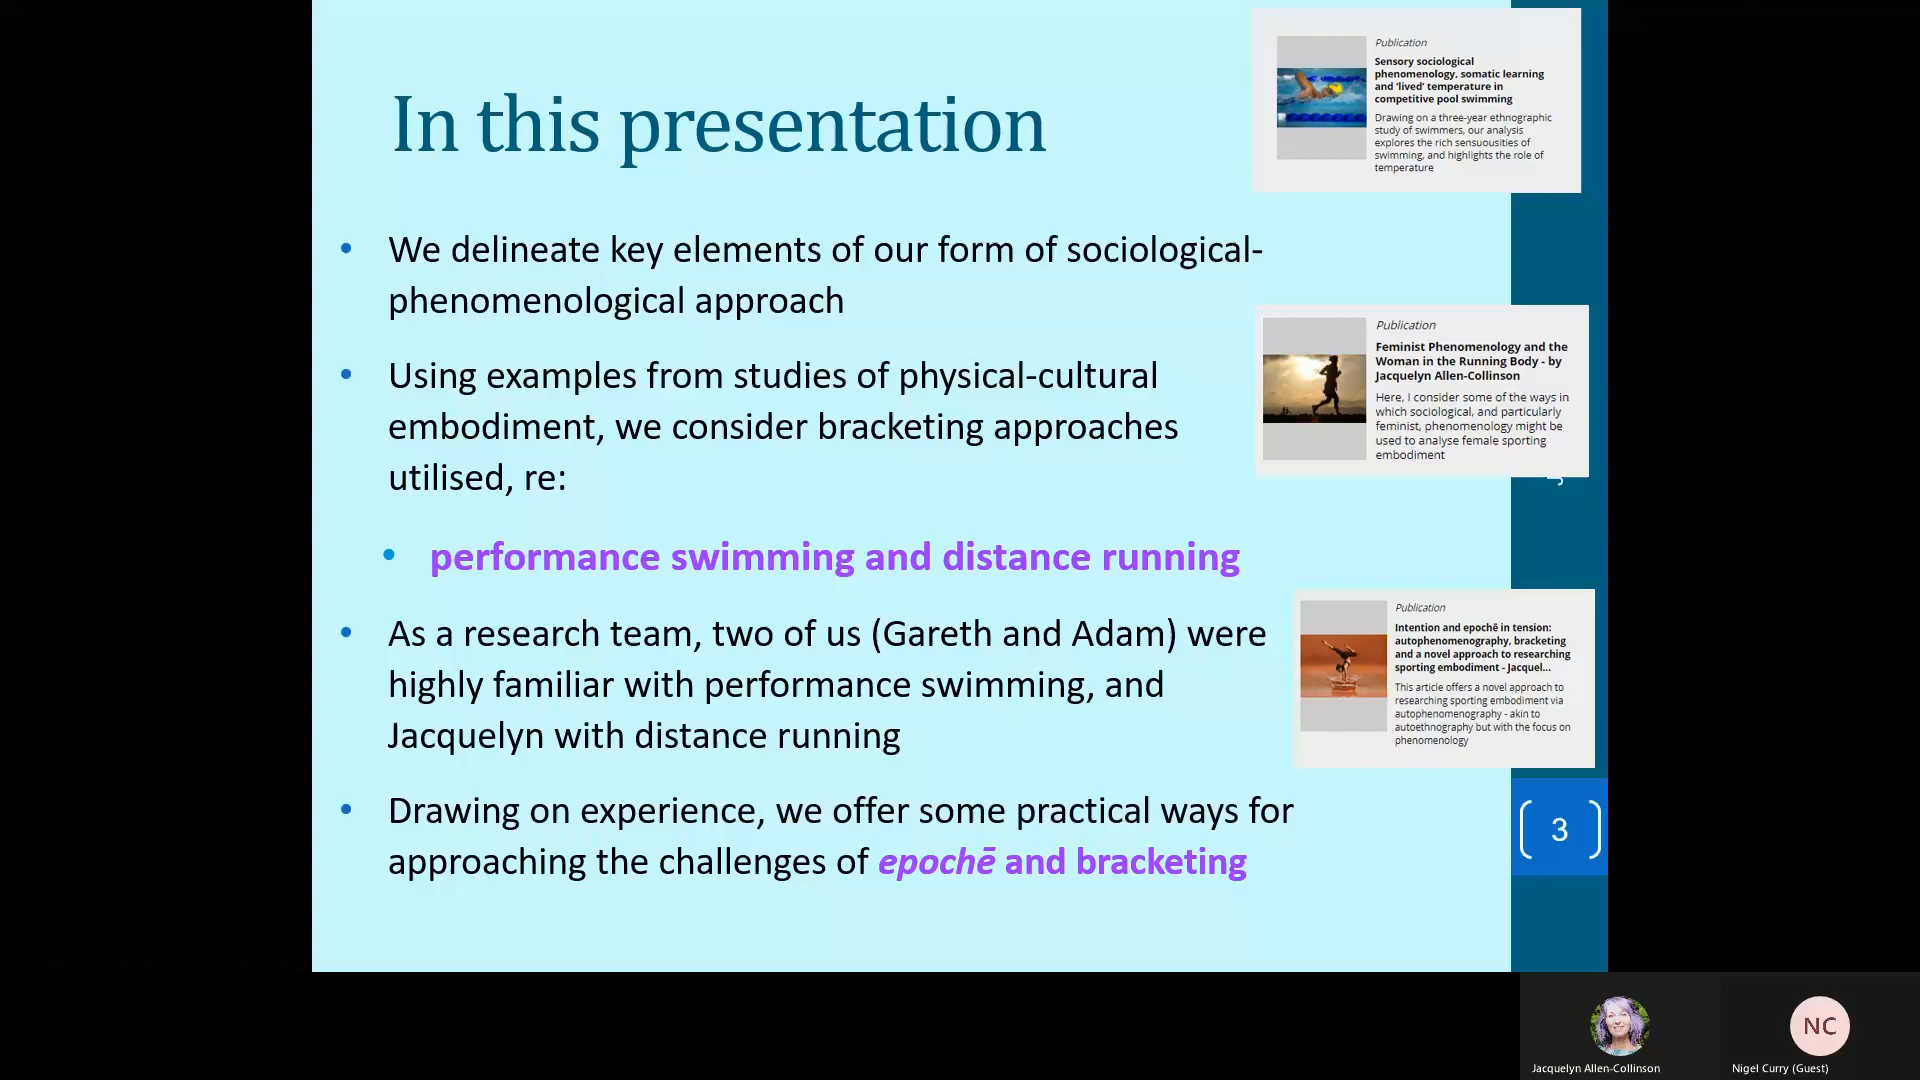 In this presentation
• We delineate key elements of our form of sociological-
phenomenological approach
• Using examples from studies of physical-cultural
embodiment, we consider bracketing approaches
utilised, re:
• performance swimming and distance running
• As a research team, two of us (Gareth and Adam) were
highly familiar with performance swimming, and
Jacquelyn with distance running
• Drawing on experience, we offer some practical ways for
approaching the challenges of epochē and bracketing
Publication
Sensory sociological
phenomenology, somatic learning
and 'lived' temperature in
competitive pool swimming
Drawing on a three-year ethnographic
study of swimmers, our analysis
explores the rich sensuousities of
swimming, and highlights the role of
temperature
Publication
Feminist Phenomenology and the
Woman in the Running Body - by
Jacquelyn Allen-Collinson
Here, I consider some of the ways in
which sociological, and particularly
feminist, phenomenology might be
used to analyse female sporting
embodiment
Publication
Intention and epochē in tension:
autophenomenography, bracketing
and a novel approach to researching
sporting embodiment - Jacquel...
This article offers a novel approach to
researching sporting embodiment via
autophenomenography - akin to
autoethnography but with the focus on
phenomenology
3
NC
Jacquelyn Allen-Collinson
Nigel Curry (Guest)